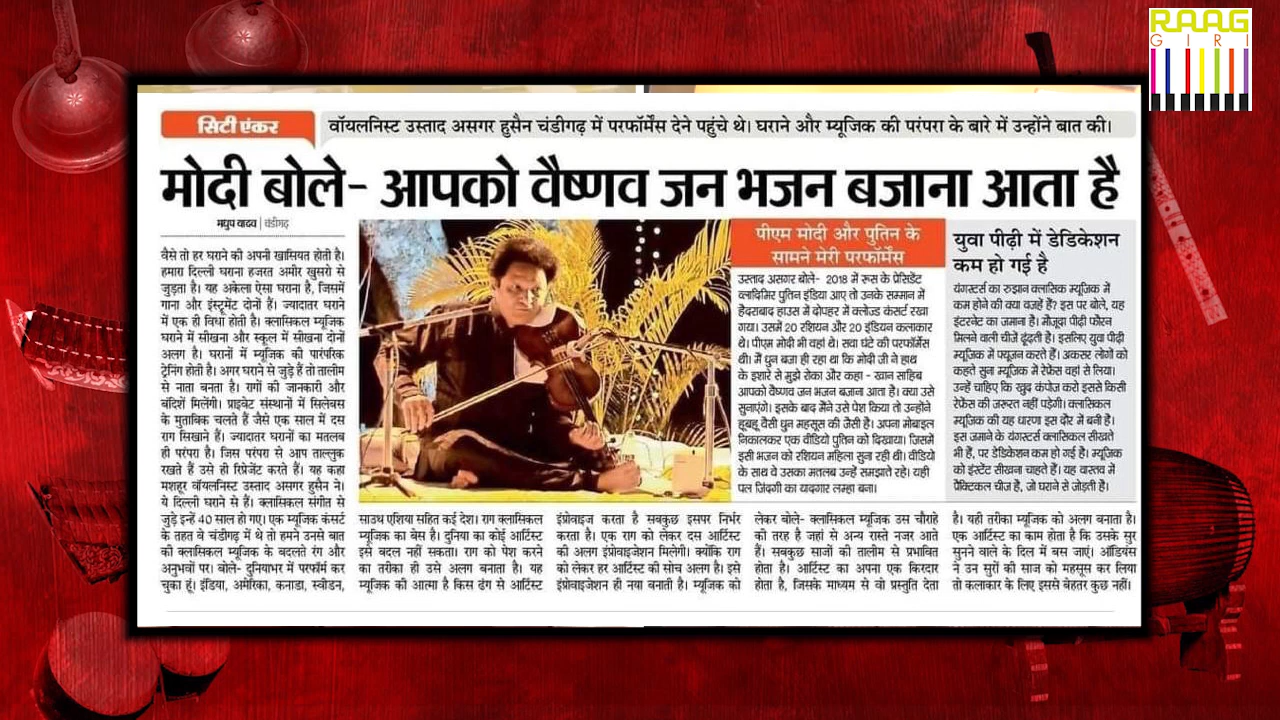 RAAG
GIRI
सिटी एंकर
वॉयलनिस्ट उस्ताद असगर हुसैन चंडीगढ़ में परफॉर्मेंस देने पहुंचे थे। घराने और म्यूजिक की परंपरा के बारे में उन्होंने बात की।
मोदी बोले- आपको वैष्णव जन भजन बजाना आता है
मधुप यादव | चंडीगढ़
वैसे तो हर घराने की अपनी खासियत होती है।
हमारा दिल्ली घराना हजरत अमीर खुसरो से
जुड़ता है। यह अकेला ऐसा घराना है, जिसमें
गाना और इंस्ट्रूमेंट दोनों हैं। ज्यादातर घराने
में एक ही विधा होती है। क्लासिकल म्यूजिक
घराने में सीखना और स्कूल में सीखना दोनों
अलग है। घरानों में म्यूजिक की पारंपरिक
ट्रेनिंग होती है। अगर घराने से जुड़े हैं तो तालीम
से नाता बनता है। रागों की जानकारी और
बंदिशें मिलेंगी। प्राइवेट संस्थानों में सिलेबस
के मुताबिक चलते हैं जैसे एक साल में दस
राग सिखाने हैं। ज्यादातर घरानों का मतलब
ही परंपरा है। जिस परंपरा से आप ताल्लुक
रखते हैं उसे ही रिप्रेजेंट करते हैं। यह कहा
मशहूर वॉयलनिस्ट उस्ताद असगर हुसैन ने।
ये दिल्ली घराने से हैं। क्लासिकल संगीत से
जुड़े इन्हें 40 साल हो गए। एक म्यूजिक कंसर्ट
के तहत वे चंडीगढ़ में थे तो हमने उनसे बात
की क्लासिकल म्यूजिक के बदलते रंग और
अनुभवों पर। बोले- दुनियाभर में परफॉर्म कर
चुका हूं। इंडिया, अमेरिका, कनाडा, स्वीडन,
साउथ एशिया सहित कई देश। राग क्लासिकल
म्यूजिक का बेस है। दुनिया का कोई आर्टिस्ट
इसे बदल नहीं सकता। राग को पेश करने
का तरीका ही उसे अलग बनाता है। यह
म्यूजिक की आत्मा है किस ढंग से आर्टिस्ट
इंप्रोवाइज करता है सबकुछ इसपर निर्भर
करता है। एक राग को लेकर दस आर्टिस्ट
की अलग इंप्रोवाइजेशन मिलेगी। क्योंकि राग
को लेकर हर आर्टिस्ट की सोच अलग है। इसे
इंप्रोवाइजेशन ही नया बनाती है। म्यूजिक को
लेकर बोले- क्लासिकल म्यूजिक उस चौराहे
की तरह है जहां से अन्य रास्ते नजर आते
हैं। सबकुछ साजों की तालीम से प्रभावित
होता है। आर्टिस्ट का अपना एक किरदार
होता है, जिसके माध्यम से वो प्रस्तुति देता
है। यही तरीका म्यूजिक को अलग बनाता है।
एक आर्टिस्ट का काम होता है कि उसके सुर
सुनने वाले के दिल में बस जाएं। ऑडियंस
ने उन सुरों की साज को महसूस कर लिया
तो कलाकार के लिए इससे बेहतर कुछ नहीं।
पीएम मोदी और पुतिन के
सामने मेरी परफॉर्मेंस
उस्ताद असगर बोले- 2018 में रूस के प्रेसिडेंट
व्लादिमिर पुतिन इंडिया आए तो उनके सम्मान में
हैदराबाद हाउस में दोपहर में क्लोज्ड कंसर्ट रखा
गया। उसमें 20 रशियन और 20 इंडियन कलाकार
थे। पीएम मोदी भी वहां थे। सवा घंटे की परफॉर्मेंस
थी। मैं धुन बजा ही रहा था कि मोदी जी ने हाथ
के इशारे से मुझे रोका और कहा - खान साहिब
आपको वैष्णव जन भजन बजाना आता है। क्या उसे
सुनाएंगे। इसके बाद मैंने उसे पेश किया तो उन्होंने
हूबहू वैसी धुन महसूस की जैसी है। अपना मोबाइल
निकालकर एक वीडियो पुतिन को दिखाया। जिसमें
इसी भजन को रशियन महिला सुना रही थी। वीडियो
के साथ वे उसका मतलब उन्हें समझाते रहे। यही
पल जिंदगी का यादगार लम्हा बना।
युवा पीढ़ी में डेडिकेशन
कम हो गई है
यंगस्टर्स का रुझान क्लासिक म्यूजिक में
कम होने की क्या वजहें हैं? इस पर बोले, यह
इंटरनेट का जमाना है। मौजूदा पीढ़ी फौरन
मिलने वाली चीजें ढूंढ़ती है। इसलिए युवा पीढ़ी
म्यूजिक में फ्यूजन करते हैं। अकसर लोगों को
कहते सुना म्यूजिक में रेफ्रेंस वहां से लिया।
उन्हें चाहिए कि खुद कंपोज करो इससे किसी
रेफ्रेंस की जरूरत नहीं पड़ेगी। क्लासिकल
म्यूजिक की यह धारणा इस दौर में बनी है।
इस जमाने के यंगस्टर्स क्लासिकल सीखते
भी हैं, पर डेडिकेशन कम हो गई है। म्यूजिक
को इंस्टेंट सीखना चाहते हैं। यह वास्तव में
प्रैक्टिकल चीज है, जो घराने से जोड़ती है।